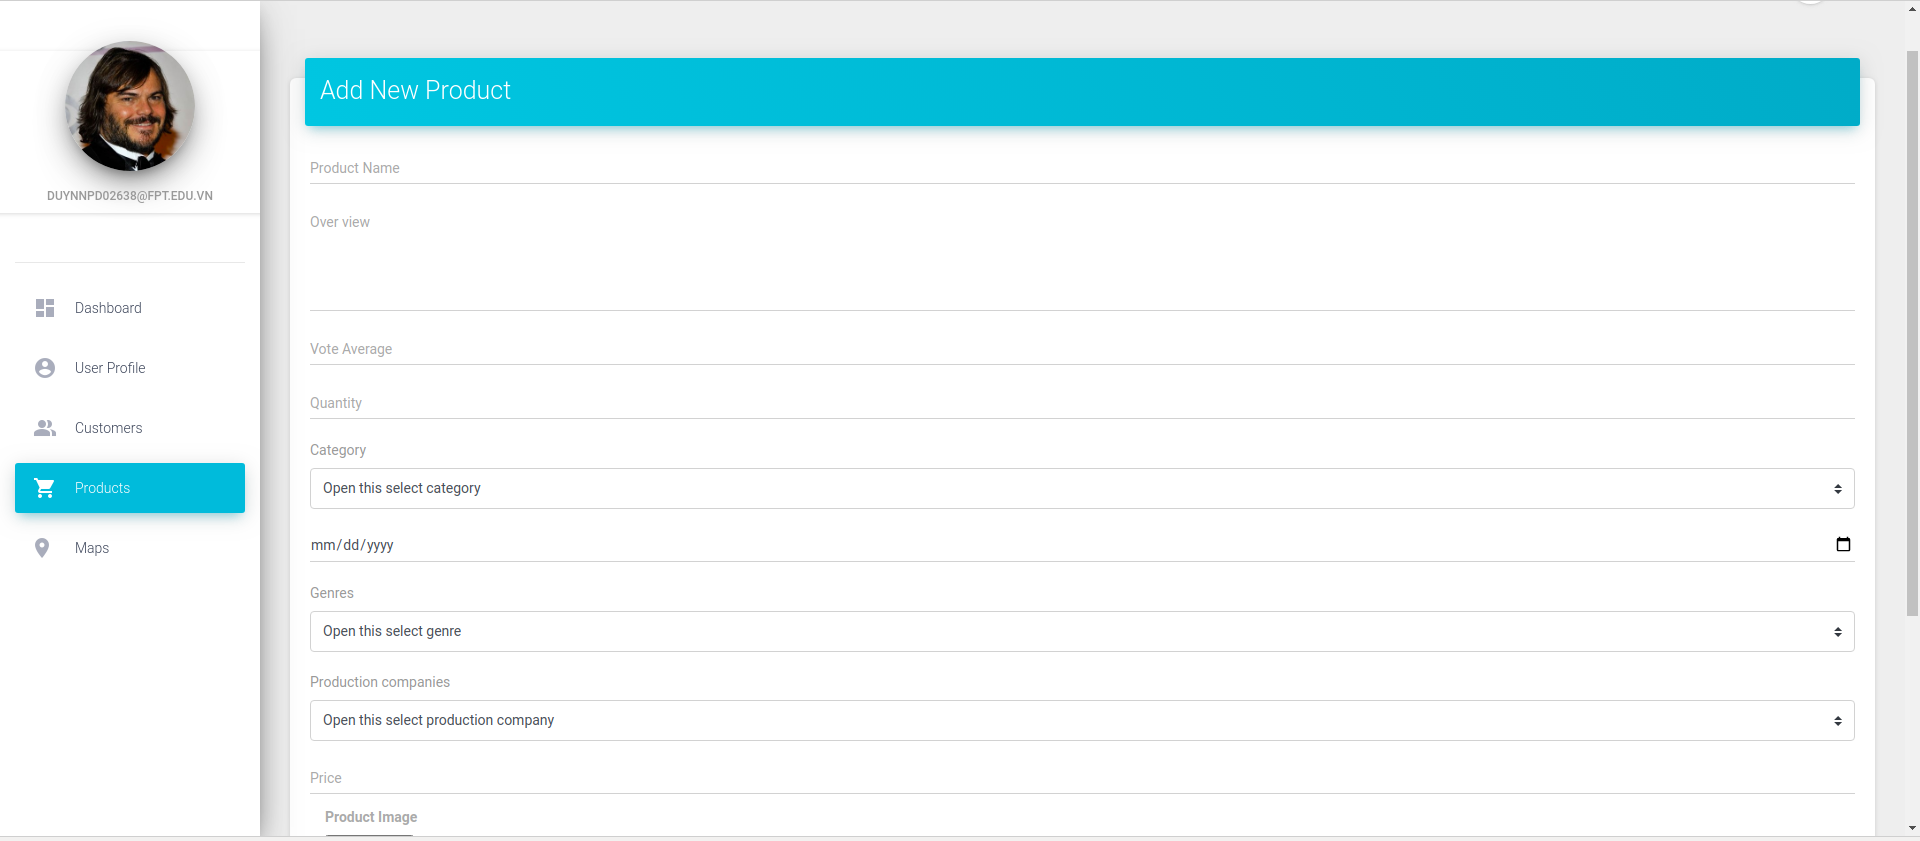 DUYNNPD02638@FPT.EDU.VN
Dashboard
User Profile
Customers
Products
Maps
Add New Product
Product Name
Over view
Vote Average
Quantity
Category
Open this select category
mm/dd/yyyy
Genres
Open this select genre
Production companies
Open this select production company
Price
Product Image